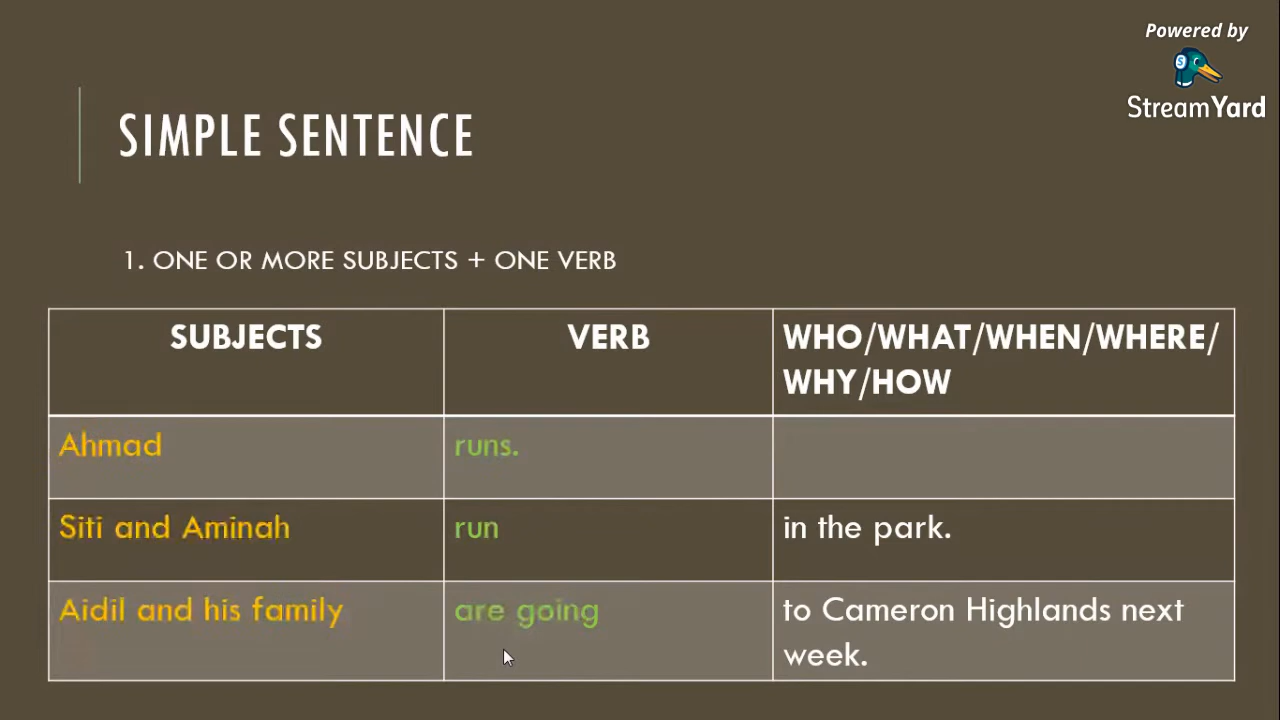 Powered by
StreamYard
SIMPLE SENTENCE
1. ONE OR MORE SUBJECTS + ONE VERB
SUBJECTS
VERB
WHO/WHAT/WHEN/WHERE/
WHY/HOW
Ahmad
runs.
Siti and Aminah
run
in the park.
Aidil and his family
are going
to Cameron Highlands next
week.